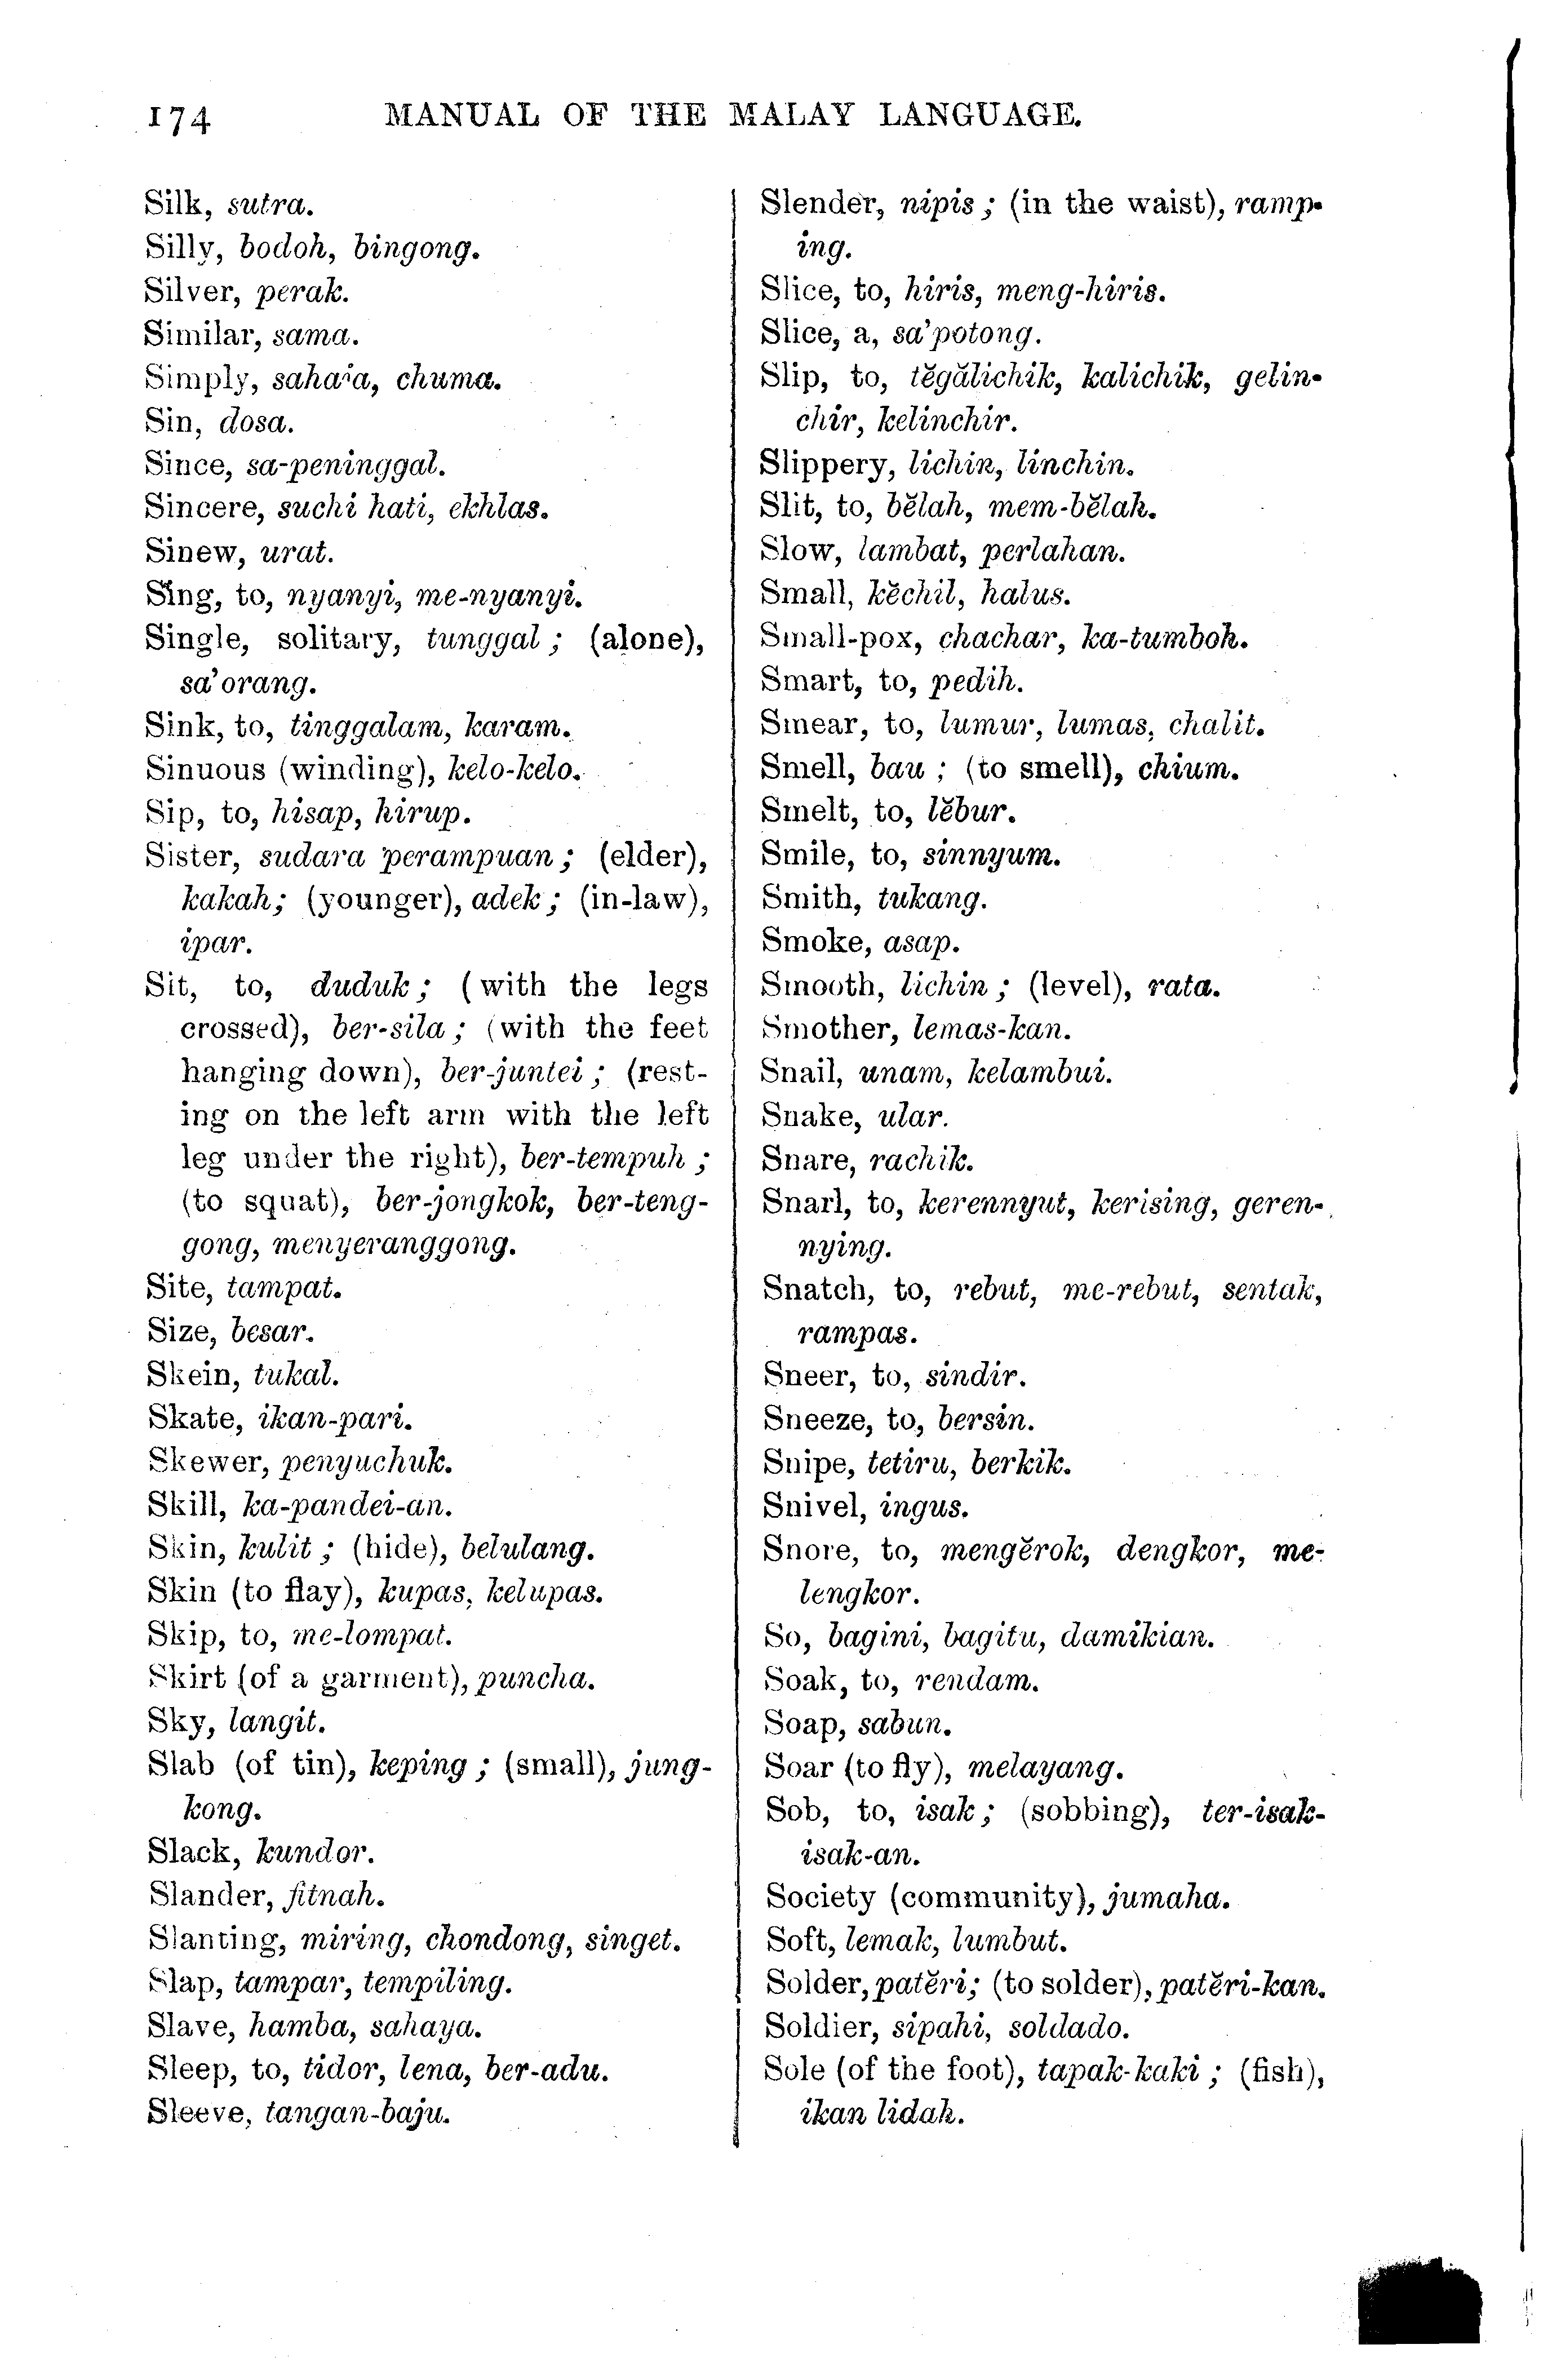 174 MANUAL OF THE MALAY LANGUAGE.
Silk, sutra.
Silly, bodoh, bingong.
Silver, perak.
Similar, sama.
Simply, saha'a, chuma.
Sin, dosa.
Since, sa-peninggal.
Sincere, suchi hati, ekhlas.
Sinew, urat.
Sing, to, nyanyi, me-nyanyi.
Single, solitary, tunggal ; (alone),
sa'orang.
Sink, to, tinggalam, karam.
Sinuous (winding), kelo-kelo.
Sip, to, hisap, hirup.
Sister, sudara perampuan ; (elder),
kakah; (younger), adek ; (in-law),
ipar.
Sit, to, duduk ; (with the legs
crossed), ber-sila ; (with the feet
hanging down), ber-juntei ; (rest-
ing on the left arm with the left
leg under the right), ber-tempuh ;
(to squat), ber-jongkok, ber-teng-
gong, menyeranggong.
Site, tampat.
Size, besar.
Skein, tukal.
Skate, ikan-pari.
Skewer, penyuchuk.
Skill, ka-pandei-an.
Skin, kulit ; (hide), belulang.
Skin (to flay), kupas, kelupas.
Skip, to, me-lompat.
Skirt (of a garment), puncha.
Sky, langit.
Slab (of tin), keping ; (small), jung-
kong.
Slack, kundor.
Slander, fitnah.
Slanting, miring, chondong, singet.
Slap, tampar, tempiling.
Slave, hamba, sahaya.
Sleep, to, tidor, lena, ber-adu.
Sleeve, tangan-baju.
Slender, nipis ; (in the waist), ramp-
ing.
Slice, to, hiris, meng-hiris.
Slice, a, sa'potong.
Slip, to, tĕgălichik, kalichik, gelin-
chir, kelinchir.
Slippery, lichin, linchin.
Slit, to, bĕlah, mem-bĕlah.
Slow, lambat, perlahan.
Small, kĕchil, halus.
Small-pox, chachar, ka-tumboh.
Smart, to, pedih.
Smear, to, lumur, lumas, chalit.
Smell, bau ; (to smell), chium.
Smelt, to, lĕbur.
Smile, to, sinnyum.
Smith, tukang.
Smoke, asap.
Smooth, lichin ; (level), rata.
Smother, lemas-kan.
Snail, unam, kelambui.
Snake, ular.
Snare, rachik.
Snarl, to, kerennyut, kerising, geren-
nying.
Snatch, to, rebut, me-rebut, sentak,
rampas.
Sneer, to, sindir.
Sneeze, to, bersin.
Snipe, tetiru, berkik.
Snivel, ingus.
Snore, to, mengĕrok, dengkor, me-
lengkor.
So, bagini, bagitu, damikian.
Soak, to, rendam.
Soap, sabun.
Soar (to fly), melayang.
Sob, to, isak ; (sobbing), ter-isak-
isak-an.
Society (community), jumaha.
Soft, lemak, lumbut.
Solder, patĕri; (to solder), patĕri-kan.
Soldier, sipahi, soldado.
Sole (of the foot), tapak-kaki ; (fish),
ikan lidah.